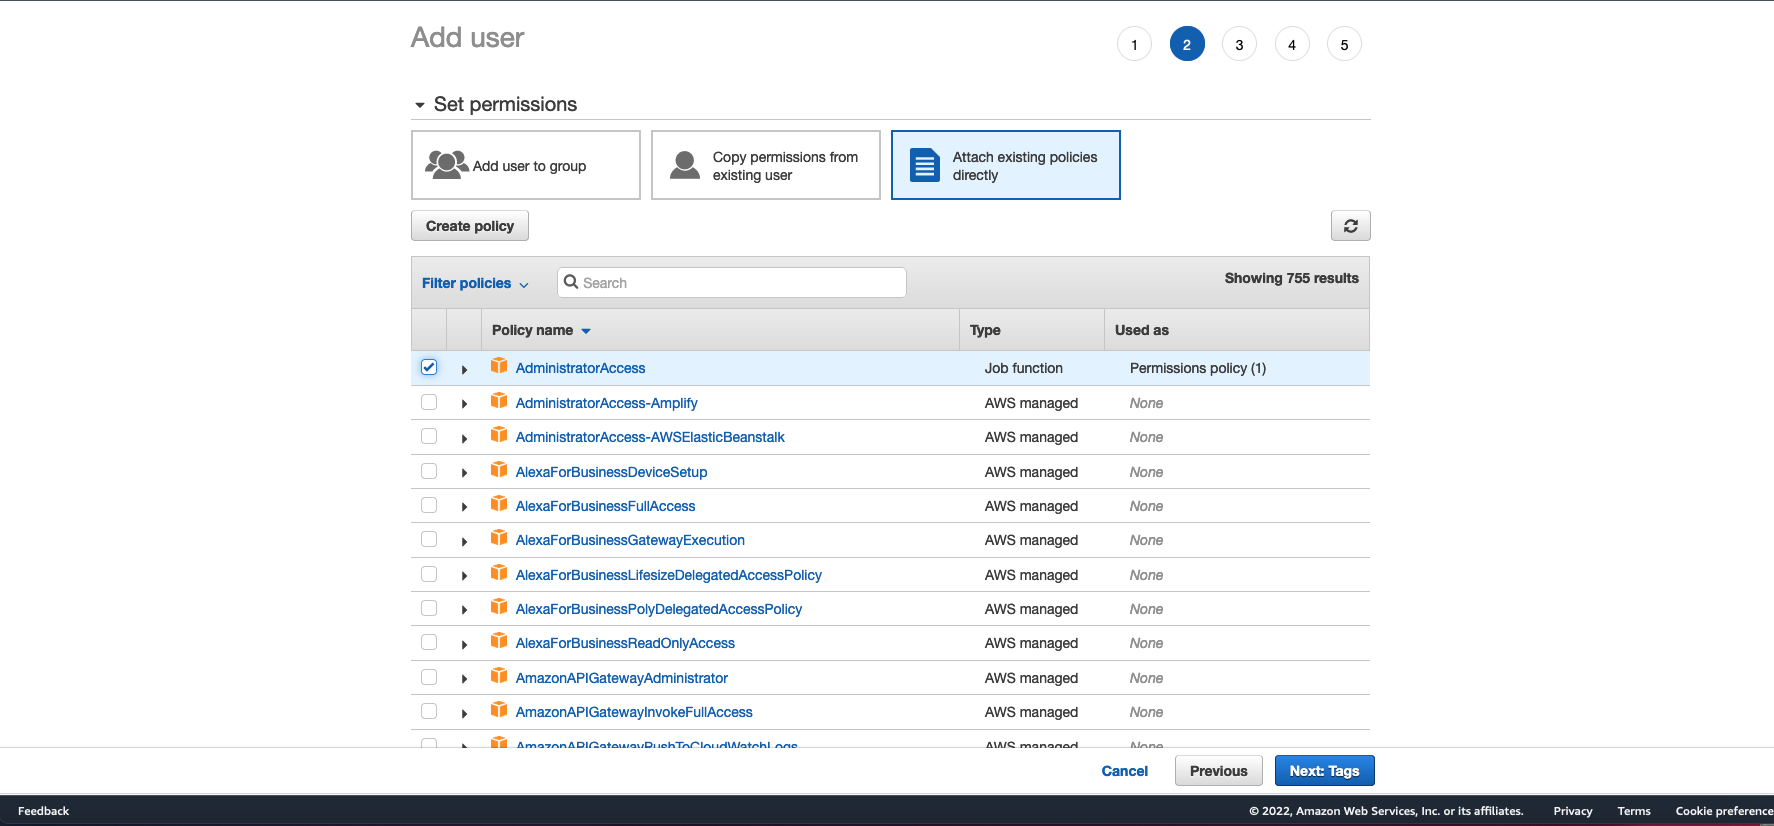 Add user
1 2 3 4 5
Set permissions
Add user to group
Copy permissions from
existing user
Attach existing policies
directly
Create policy
Filter policies
Search
Showing 755 results
Policy name Type Used as
AdministratorAccess Job function Permissions policy (1)
AdministratorAccess-Amplify AWS managed None
AdministratorAccess-AWSElasticBeanstalk AWS managed None
AlexaForBusinessDeviceSetup AWS managed None
AlexaForBusinessFullAccess AWS managed None
AlexaForBusinessGatewayExecution AWS managed None
AlexaForBusinessLifesizeDelegatedAccessPolicy AWS managed None
AlexaForBusinessPolyDelegatedAccessPolicy AWS managed None
AlexaForBusinessReadOnlyAccess AWS managed None
AmazonAPIGatewayAdministrator AWS managed None
AmazonAPIGatewayInvokeFullAccess AWS managed None
AmazonAPIGatewayPushToCloudWatchLogs AWS managed None
Cancel Previous Next: Tags
Feedback © 2022, Amazon Web Services, Inc. or its affiliates. Privacy Terms Cookie preference